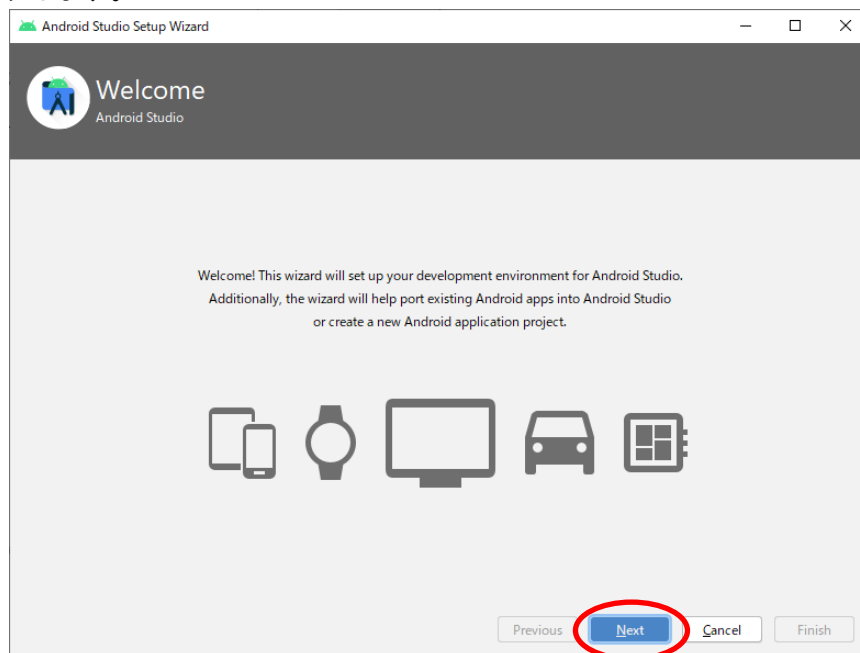 Android Studio Setup Wizard
Welcome
Android Studio
Welcome! This wizard will set up your development environment for Android Studio.
Additionally, the wizard will help port existing Android apps into Android Studio
or create a new Android application project.
Previous
Next
Cancel
Finish